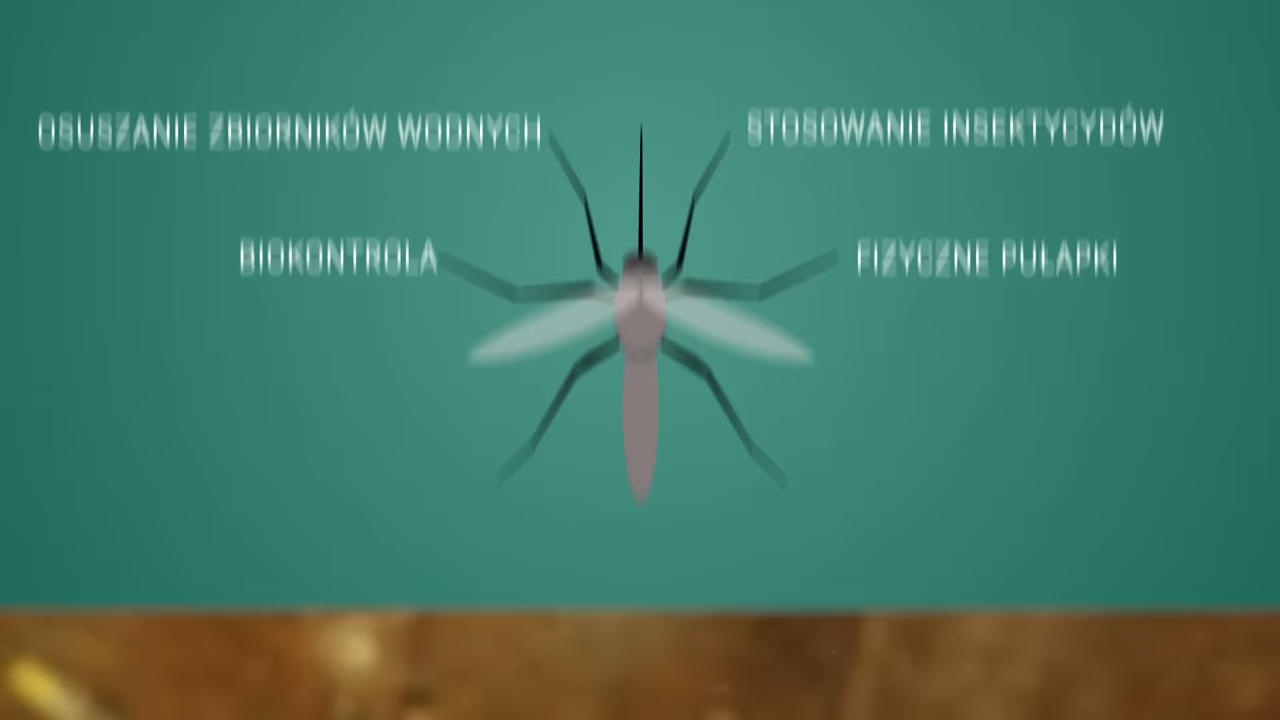 OSUSZANIE ZBIORNIKÓW WODNYCH
STOSOWANIE INSEKTYCYDÓW
BIOKONTROLA
FIZYCZNE PUŁAPKI